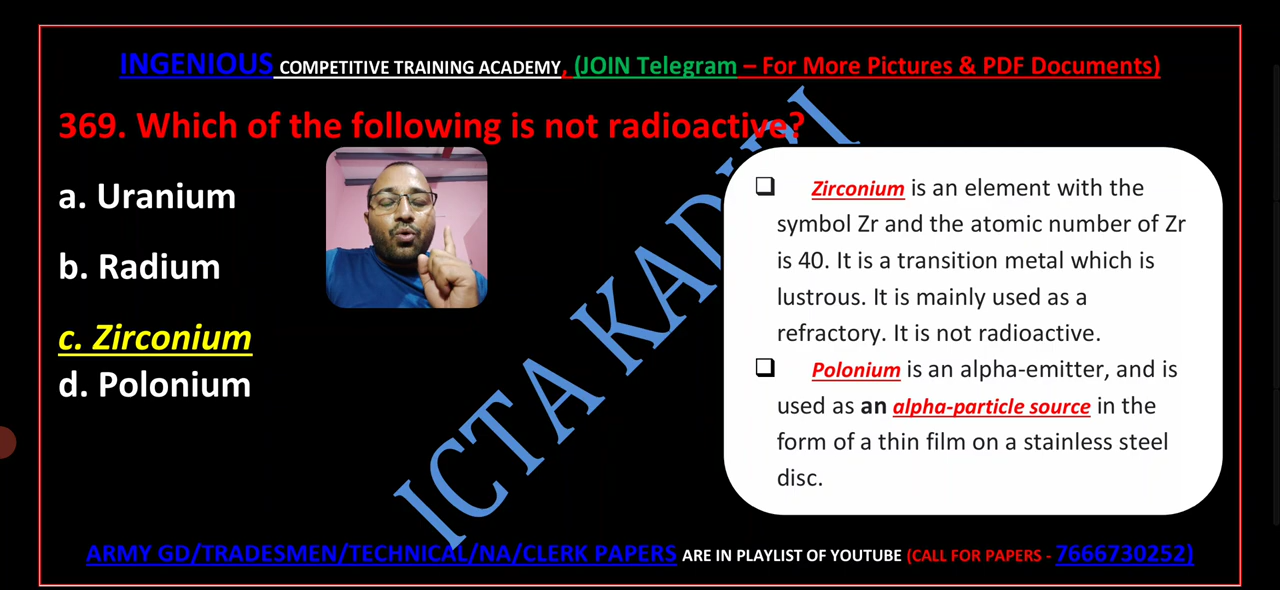 INGENIOUS COMPETITIVE TRAINING ACADEMY, (JOIN Telegram – For More Pictures & PDF Documents)
369. Which of the following is not radioactive?
a. Uranium
b. Radium
c. Zirconium
d. Polonium
❑ Zirconium is an element with the
symbol Zr and the atomic number of Zr
is 40. It is a transition metal which is
lustrous. It is mainly used as a
refractory. It is not radioactive.
❑ Polonium is an alpha-emitter, and is
used as an alpha-particle source in the
form of a thin film on a stainless steel
disc.
ICTA KAD
I
ARMY GD/TRADESMEN/TECHNICAL/NA/CLERK PAPERS ARE IN PLAYLIST OF YOUTUBE (CALL FOR PAPERS - 7666730252)